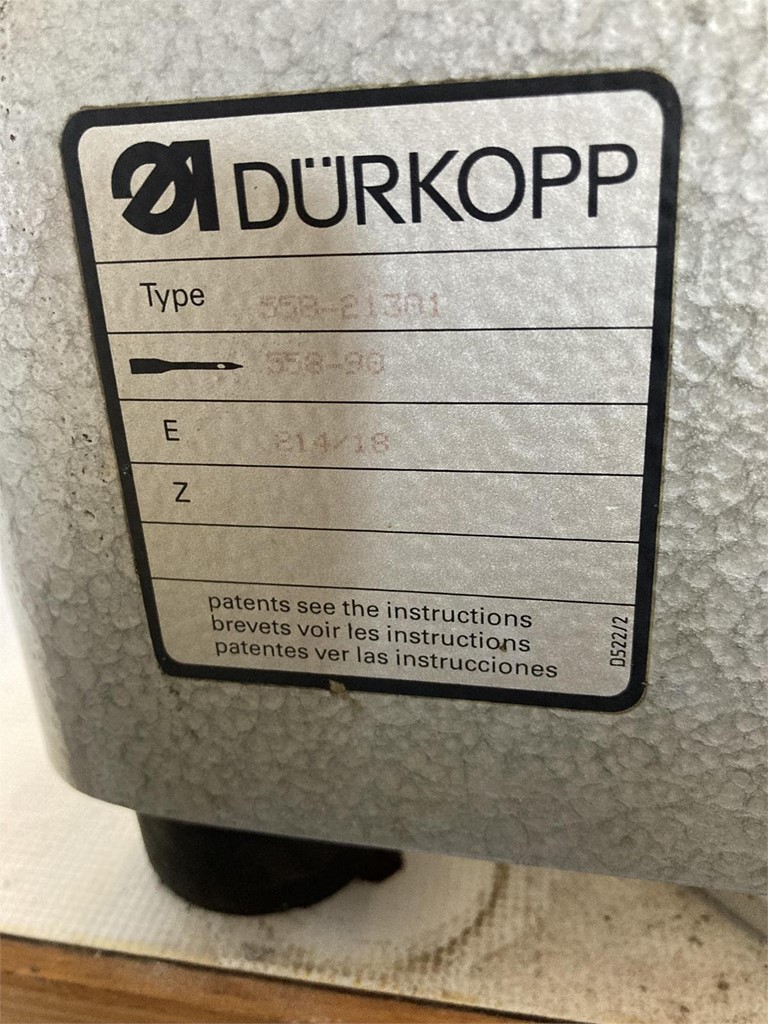 DÜRKOPP
Type 558-21301
558-90
E 214/18
Z
patents see the instructions
brevets voir les instructions
patentes ver las instrucciones
D522/2